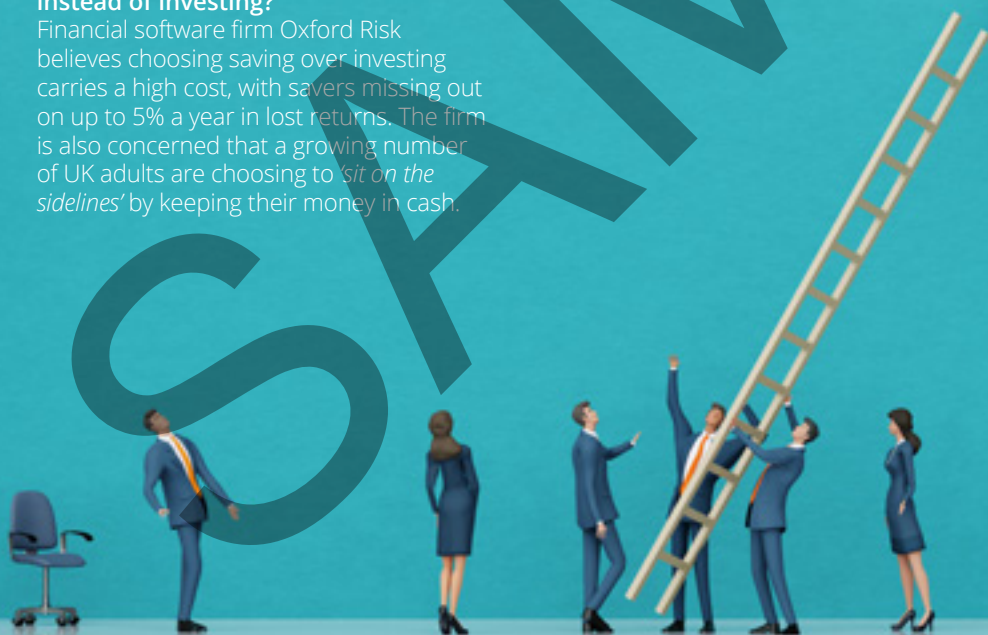 instead of investing?
Financial software firm Oxford Risk
believes choosing saving over investing
carries a high cost, with savers missing out
on up to 5% a year in lost returns. The firm
is also concerned that a growing number
of UK adults are choosing to ‘sit on the
sidelines’ by keeping their money in cash.
SAM